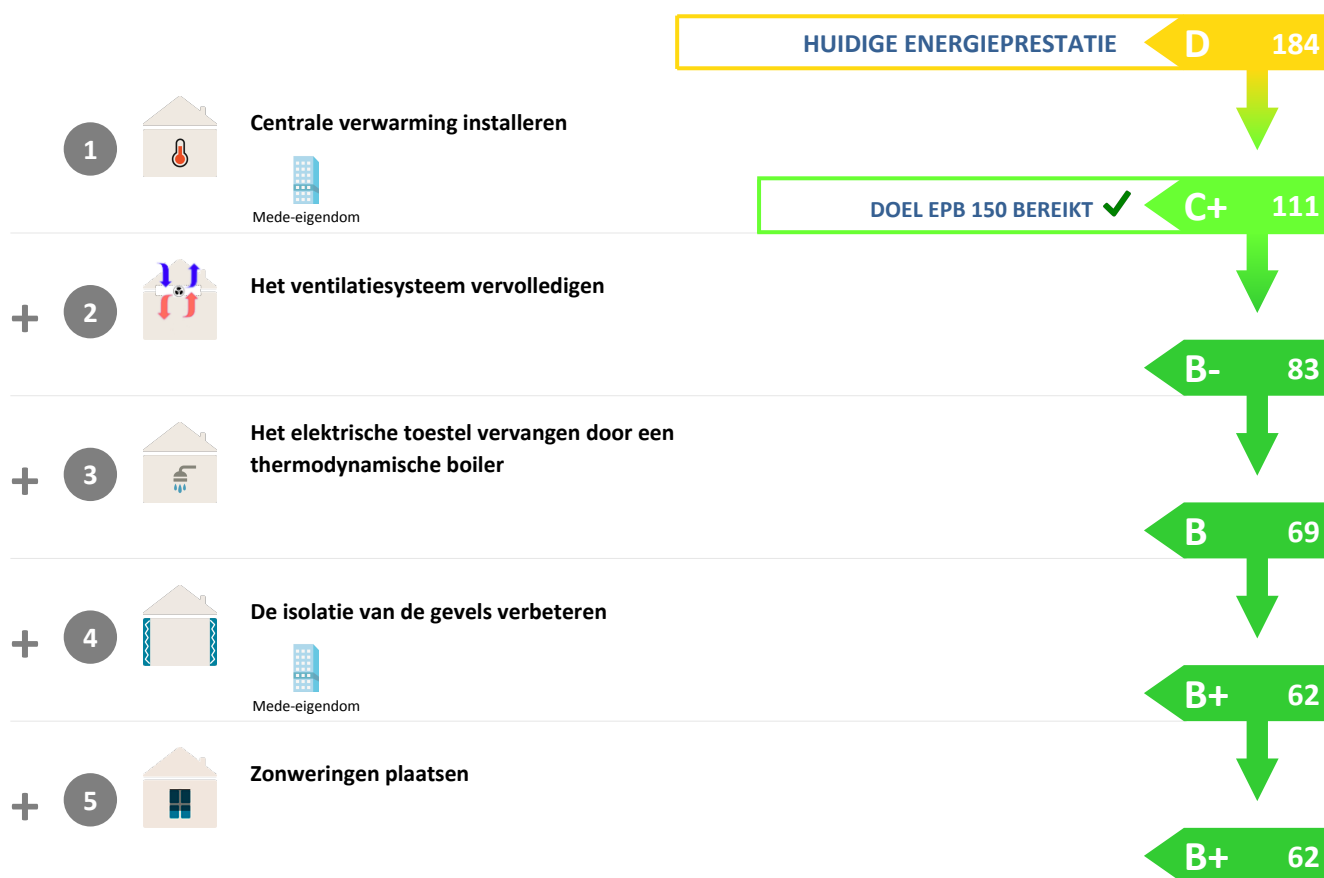 HUIDIGE ENERGIEPRESTATIE D 184
1 Centrale verwarming installeren
Mede-eigendom
DOEL EPB 150 BEREIKT ✔ C+ 111
+ 2 Het ventilatiesysteem vervolledigen
B- 83
+ 3 Het elektrische toestel vervangen door een
thermodynamische boiler
B 69
+ 4 De isolatie van de gevels verbeteren
Mede-eigendom
B+ 62
+ 5 Zonweringen plaatsen
B+ 62